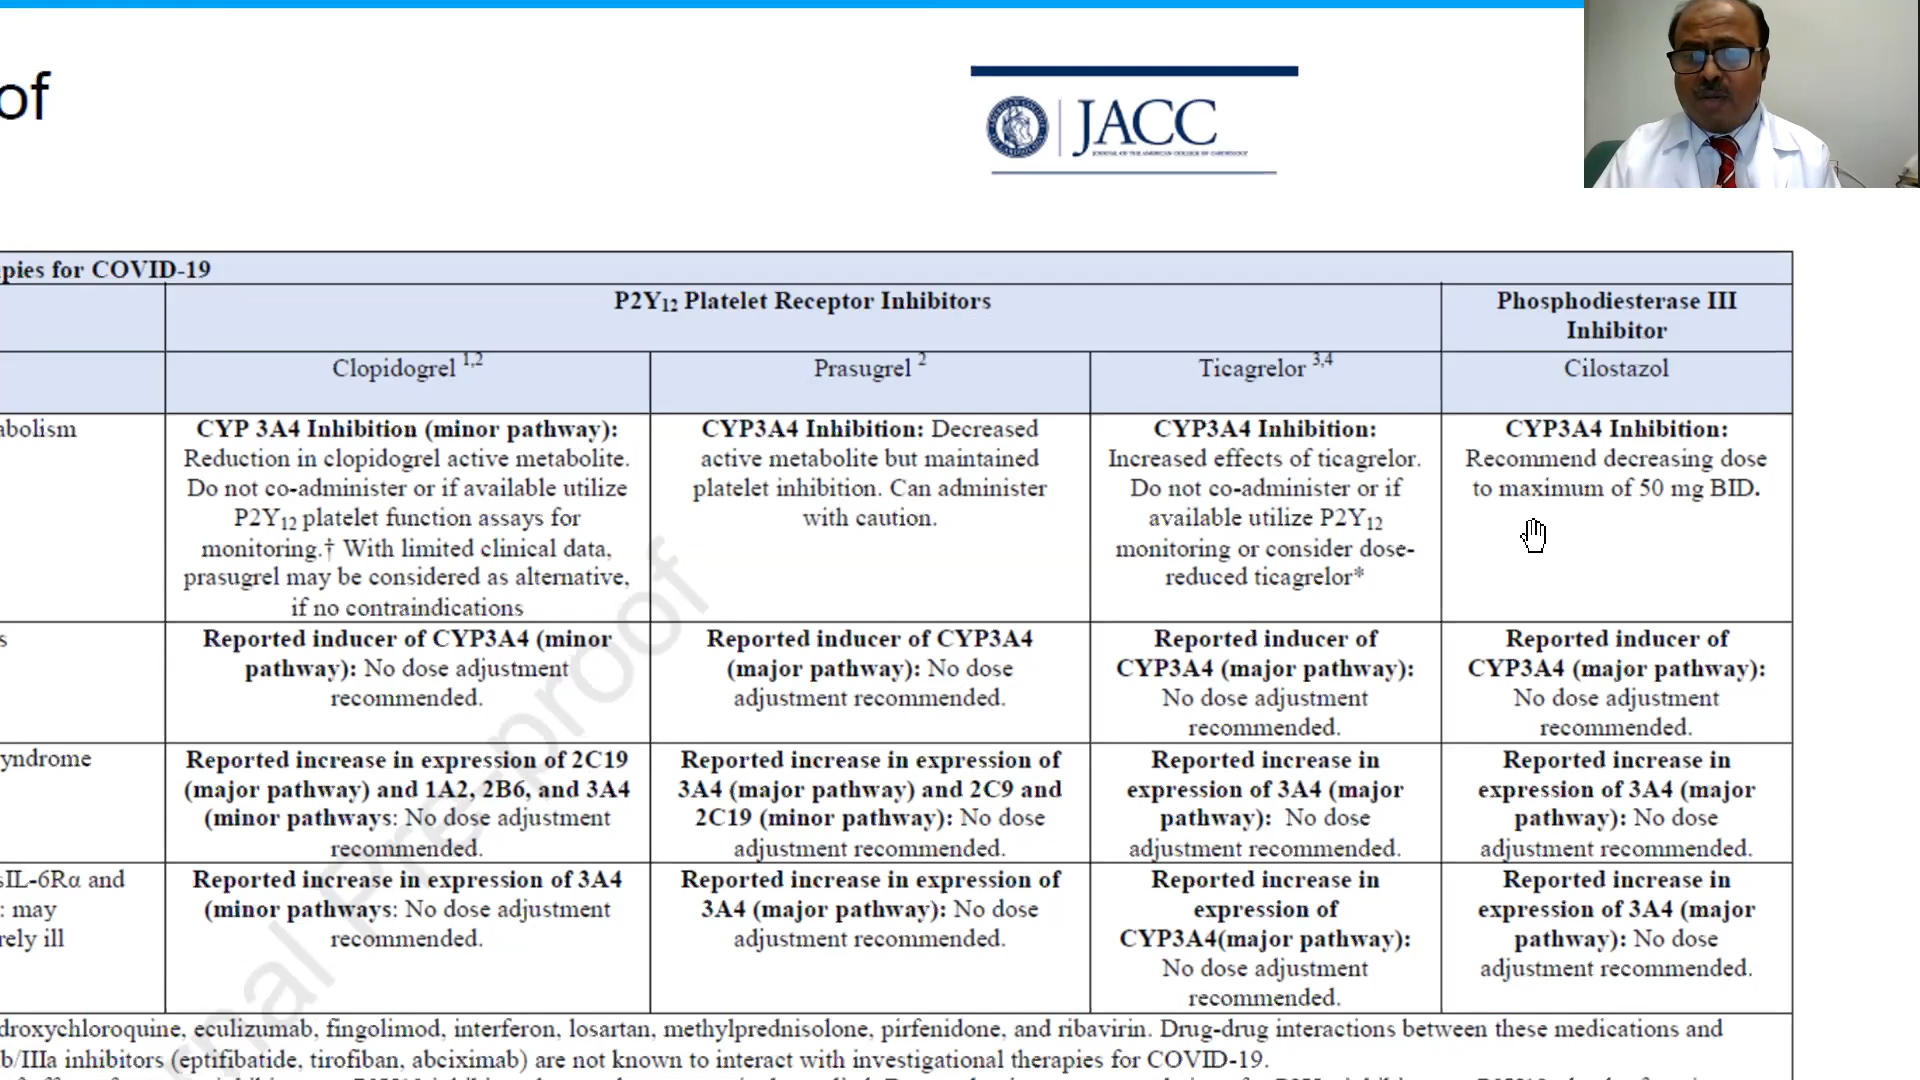 of
JACC
JOURNAL OF THE AMERICAN COLLEGE OF CARDIOLOGY
pies for COVID-19
P2Y12 Platelet Receptor Inhibitors
Phosphodiesterase III
Inhibitor
Clopidogrel 1,2
Prasugrel 2
Ticagrelor 3,4
Cilostazol
abolism
CYP 3A4 Inhibition (minor pathway):
Reduction in clopidogrel active metabolite.
Do not co-administer or if available utilize
P2Y12 platelet function assays for
monitoring.† With limited clinical data,
prasugrel may be considered as alternative,
if no contraindications
CYP3A4 Inhibition: Decreased
active metabolite but maintained
platelet inhibition. Can administer
with caution.
CYP3A4 Inhibition:
Increased effects of ticagrelor.
Do not co-administer or if
available utilize P2Y12
monitoring or consider dose-
reduced ticagrelor*
CYP3A4 Inhibition:
Recommend decreasing dose
to maximum of 50 mg BID.
s
Reported inducer of CYP3A4 (minor
pathway): No dose adjustment
recommended.
Reported inducer of CYP3A4
(major pathway): No dose
adjustment recommended.
Reported inducer of
CYP3A4 (major pathway):
No dose adjustment
recommended.
Reported inducer of
CYP3A4 (major pathway):
No dose adjustment
recommended.
yndrome
Reported increase in expression of 2C19
(major pathway) and 1A2, 2B6, and 3A4
(minor pathways: No dose adjustment
recommended.
Reported increase in expression of
3A4 (major pathway) and 2C9 and
2C19 (minor pathway): No dose
adjustment recommended.
Reported increase in
expression of 3A4 (major
pathway): No dose
adjustment recommended.
Reported increase in
expression of 3A4 (major
pathway): No dose
adjustment recommended.
sIL-6Rα and
: may
rely ill
Reported increase in expression of 3A4
(minor pathways: No dose adjustment
recommended.
Reported increase in expression of
3A4 (major pathway): No dose
adjustment recommended.
Reported increase in
expression of
CYP3A4(major pathway):
No dose adjustment
recommended.
Reported increase in
expression of 3A4 (major
pathway): No dose
adjustment recommended.
droxychloroquine, eculizumab, fingolimod, interferon, losartan, methylprednisolone, pirfenidone, and ribavirin. Drug-drug interactions between these medications and
b/IIIa inhibitors (eptifibatide, tirofiban, abciximab) are not known to interact with investigational therapies for COVID-19.
rnal Pre-proof